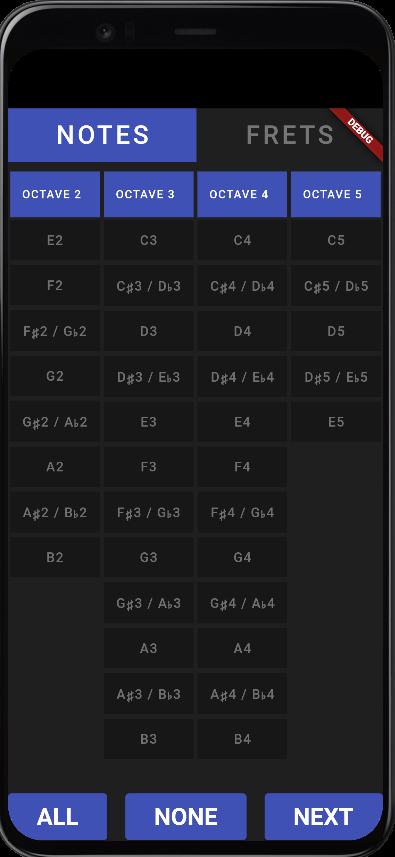 NOTES FRETS DEBUG
OCTAVE 2 OCTAVE 3 OCTAVE 4 OCTAVE 5
E2 C3 C4 C5
F2 C♯3 / D♭3 C♯4 / D♭4 C♯5 / D♭5
F♯2 / G♭2 D3 D4 D5
G2 D♯3 / E♭3 D♯4 / E♭4 D♯5 / E♭5
G♯2 / A♭2 E3 E4 E5
A2 F3 F4
A♯2 / B♭2 F♯3 / G♭3 F♯4 / G♭4
B2 G3 G4
G♯3 / A♭3 G♯4 / A♭4
A3 A4
A♯3 / B♭3 A♯4 / B♭4
B3 B4
ALL NONE NEXT